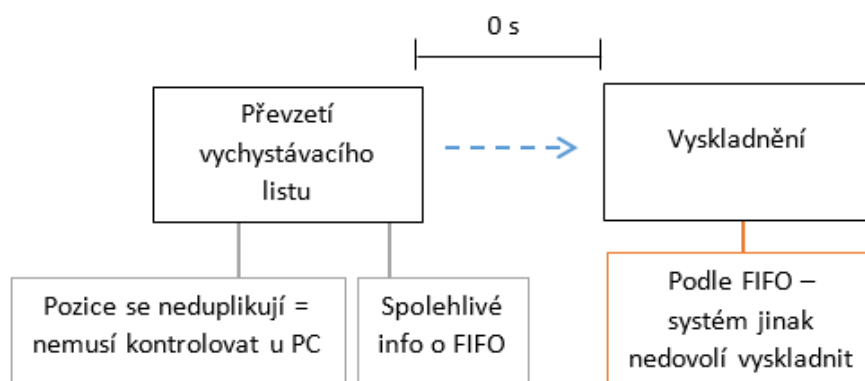 0 s
Převzetí
vychystávacího
listu
Vyskladnění
Pozice se neduplikují =
nemusí kontrolovat u PC
Spolehlivé
info o FIFO
Podle FIFO –
systém jinak
nedovolí vyskladnit